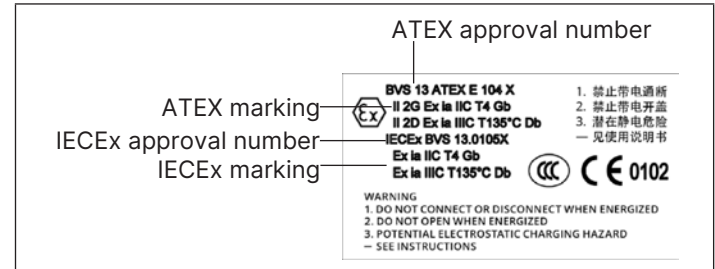 ATEX approval number
BVS 13 ATEX E 104 X
ATEX marking
II 2G Ex ia IIC T4 Gb
II 2D Ex ia IIIC T135°C Db
IECEx approval number
IECEx BVS 13.0105X
IECEx marking
Ex ia IIC T4 Gb
Ex ia IIIC T135°C Db
Ex
1. 禁止带电通断
2. 禁止带电开盖
3. 潜在静电危险
— 见使用说明书
CCC CE 0102
WARNING
1. DO NOT CONNECT OR DISCONNECT WHEN ENERGIZED
2. DO NOT OPEN WHEN ENERGIZED
3. POTENTIAL ELECTROSTATIC CHARGING HAZARD
— SEE INSTRUCTIONS